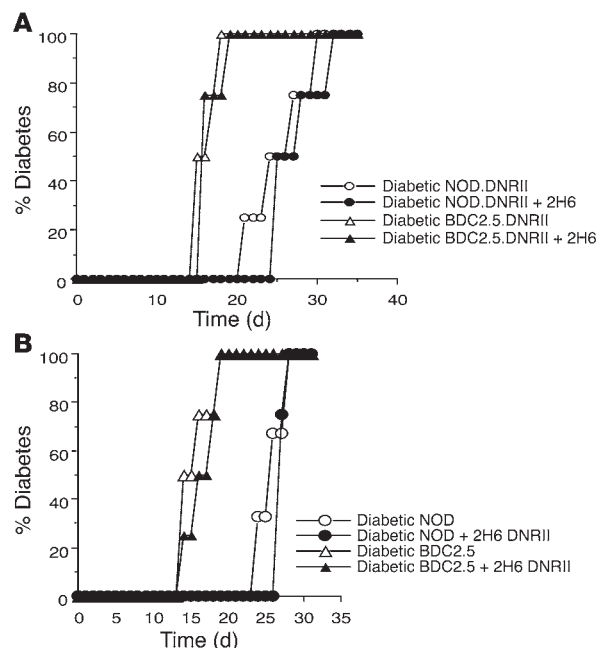 A
100
80
60
40
20
0
% Diabetes
0 10 20 30 40
Time (d)
Diabetic NOD.DNRII
Diabetic NOD.DNRII + 2H6
Diabetic BDC2.5.DNRII
Diabetic BDC2.5.DNRII + 2H6
B
100
80
60
40
20
0
% Diabetes
0 5 10 15 20 25 30 35
Time (d)
Diabetic NOD
Diabetic NOD + 2H6 DNRII
Diabetic BDC2.5
Diabetic BDC2.5 + 2H6 DNRII